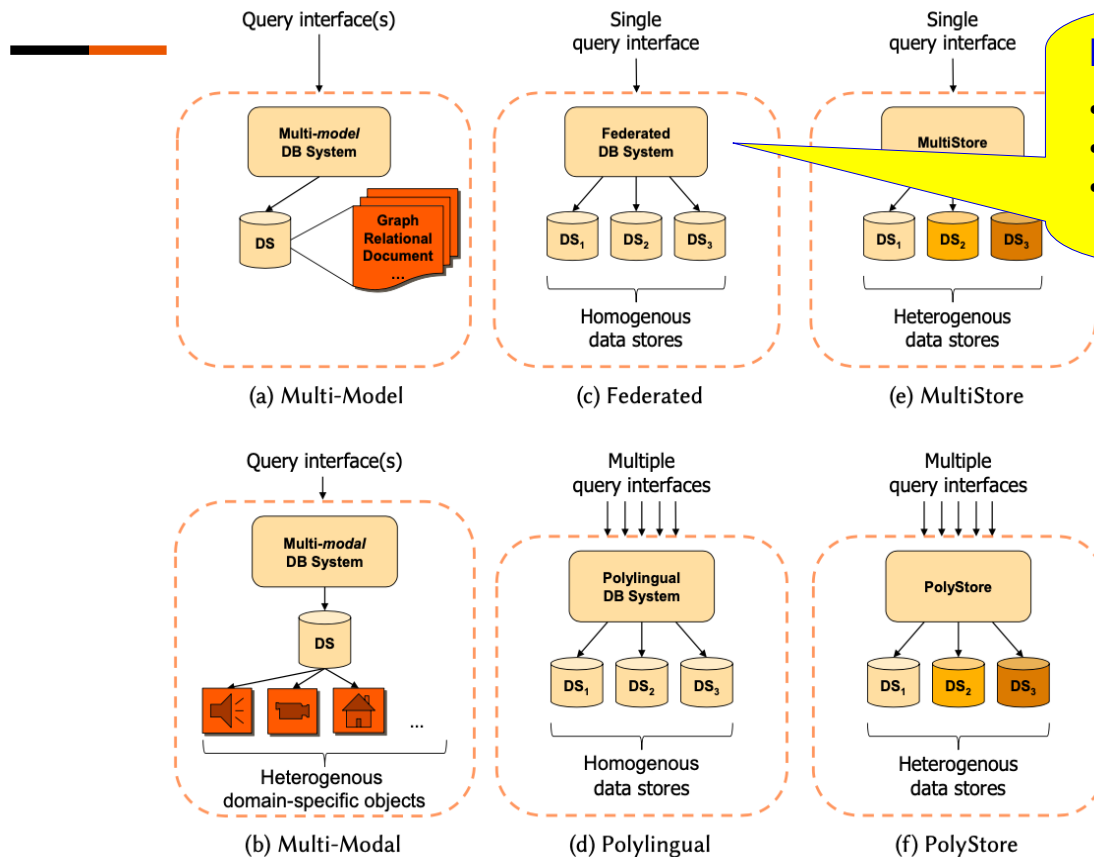 Query interface(s)
Multi-model
DB System
DS
Graph
Relational
Document
...
(a) Multi-Model
Single
query interface
Federated
DB System
DS1
DS2
DS3
Homogenous
data stores
(c) Federated
Single
query interface
MultiStore
DS1
DS2
DS3
Heterogenous
data stores
(e) MultiStore
Query interface(s)
Multi-modal
DB System
DS
...
Heterogenous
domain-specific objects
(b) Multi-Modal
Multiple
query interfaces
Polylingual
DB System
DS1
DS2
DS3
Homogenous
data stores
(d) Polylingual
Multiple
query interfaces
PolyStore
DS1
DS2
DS3
Heterogenous
data stores
(f) PolyStore